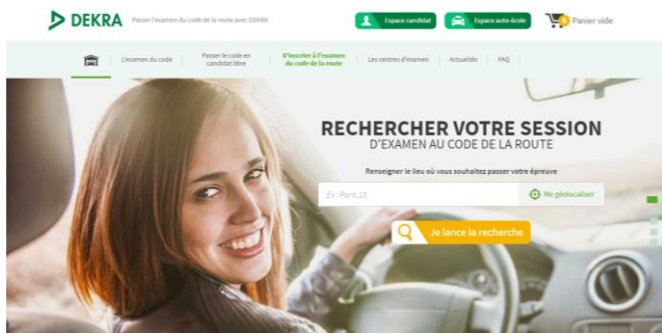 DEKRA
Passer l'examen du code de la route avec DEKRA
Espace candidat
Espace auto-école
0
Panier vide
L'examen du code
Passer le code en
candidat libre
S'inscrire à l'examen
du code de la route
Les centres d'examen
Actualités
FAQ
RECHERCHER VOTRE SESSION
D'EXAMEN AU CODE DE LA ROUTE
Renseigner le lieu où vous souhaitez passer votre épreuve
Ex : Paris 13
Me géolocaliser
Je lance la recherche